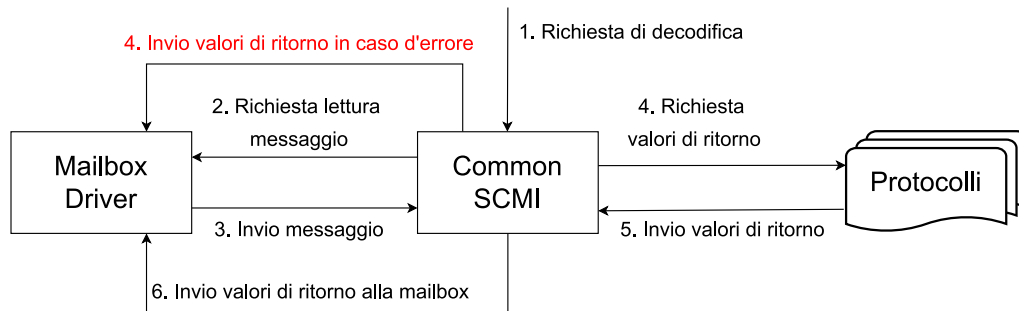 1. Richiesta di decodifica
4. Invio valori di ritorno in caso d'errore
2. Richiesta lettura
messaggio
4. Richiesta
valori di ritorno
Mailbox
Driver
Common
SCMI
Protocolli
3. Invio messaggio
5. Invio valori di ritorno
6. Invio valori di ritorno alla mailbox